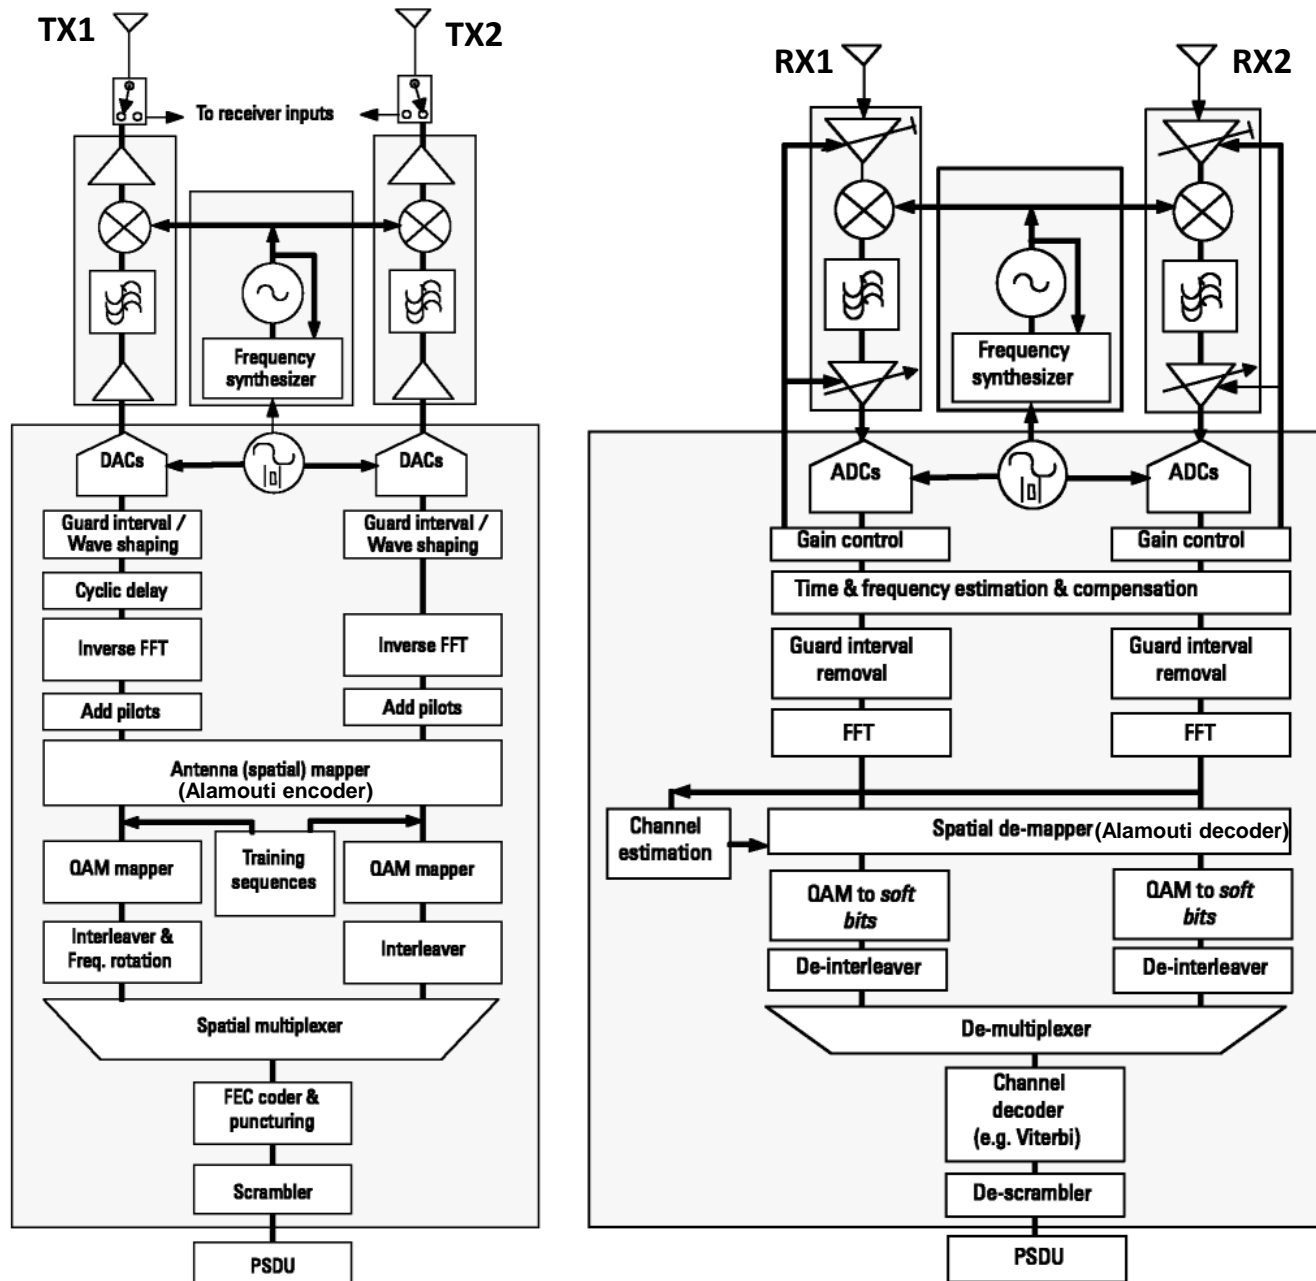 TX1
TX2
To receiver inputs
Frequency
synthesizer
DACs
DACs
Guard interval /
Wave shaping
Guard interval /
Wave shaping
Cyclic delay
Inverse FFT
Inverse FFT
Add pilots
Add pilots
Antenna (spatial) mapper
(Alamouti encoder)
QAM mapper
Training
sequences
QAM mapper
Interleaver &
Freq. rotation
Interleaver
Spatial multiplexer
FEC coder &
puncturing
Scrambler
PSDU
RX1
RX2
Frequency
synthesizer
ADCs
ADCs
Gain control
Gain control
Time & frequency estimation & compensation
Guard interval
removal
Guard interval
removal
FFT
FFT
Channel
estimation
Spatial de-mapper (Alamouti decoder)
QAM to soft
bits
QAM to soft
bits
De-interleaver
De-interleaver
De-multiplexer
Channel
decoder
(e.g. Viterbi)
De-scrambler
PSDU